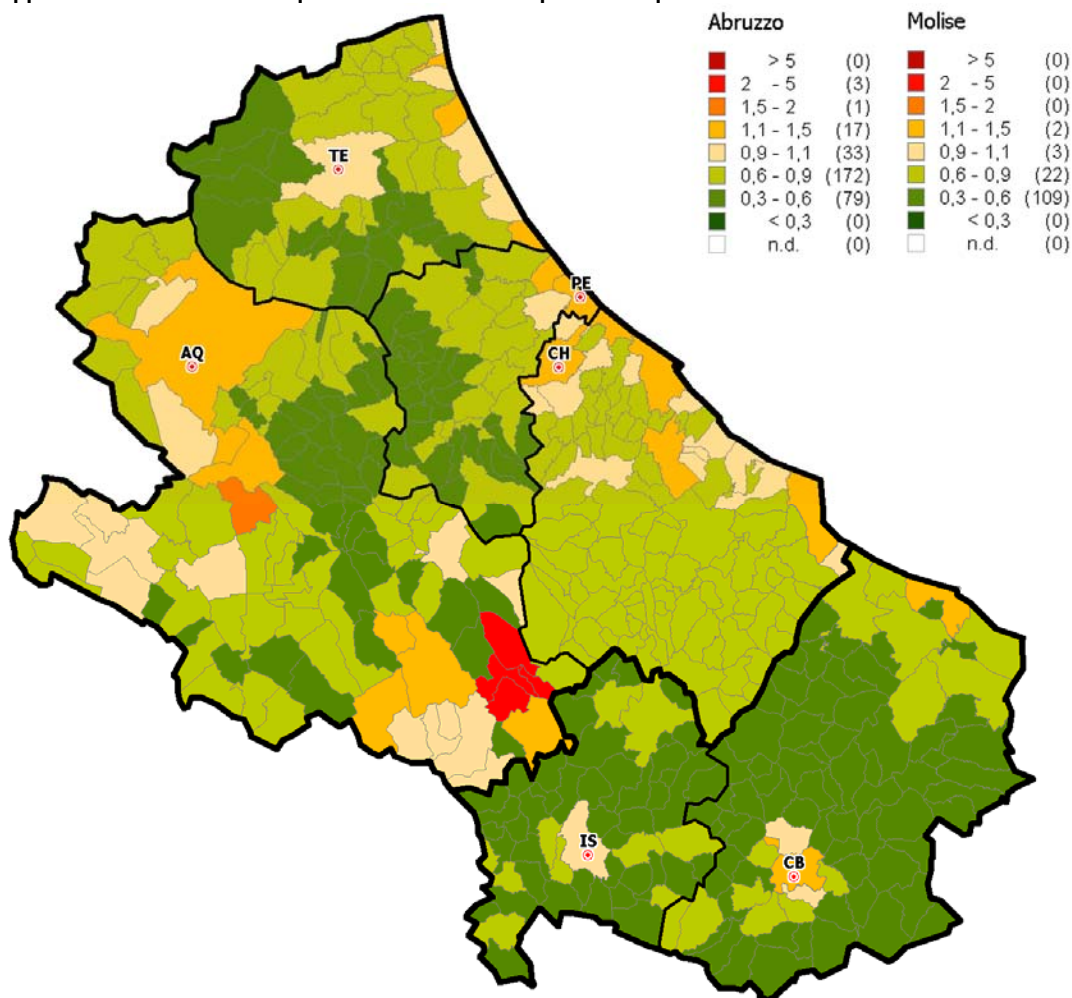 Abruzzo Molise
> 5 (0) > 5 (0)
2 - 5 (3) 2 - 5 (0)
1,5 - 2 (1) 1,5 - 2 (0)
1,1 - 1,5 (17) 1,1 - 1,5 (2)
0,9 - 1,1 (33) 0,9 - 1,1 (3)
0,6 - 0,9 (172) 0,6 - 0,9 (22)
0,3 - 0,6 (79) 0,3 - 0,6 (109)
< 0,3 (0) < 0,3 (0)
n.d. (0) n.d. (0)
TE
PE
AQ
CH
IS
CB